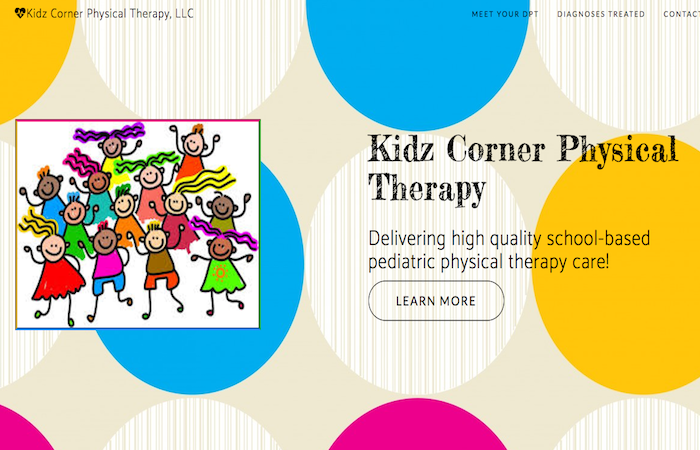 Kidz Corner Physical Therapy, LLC
MEET YOUR DPT
DIAGNOSES TREATED
CONTACT
Kidz Corner Physical
Therapy
Delivering high quality school-based
pediatric physical therapy care!
LEARN MORE